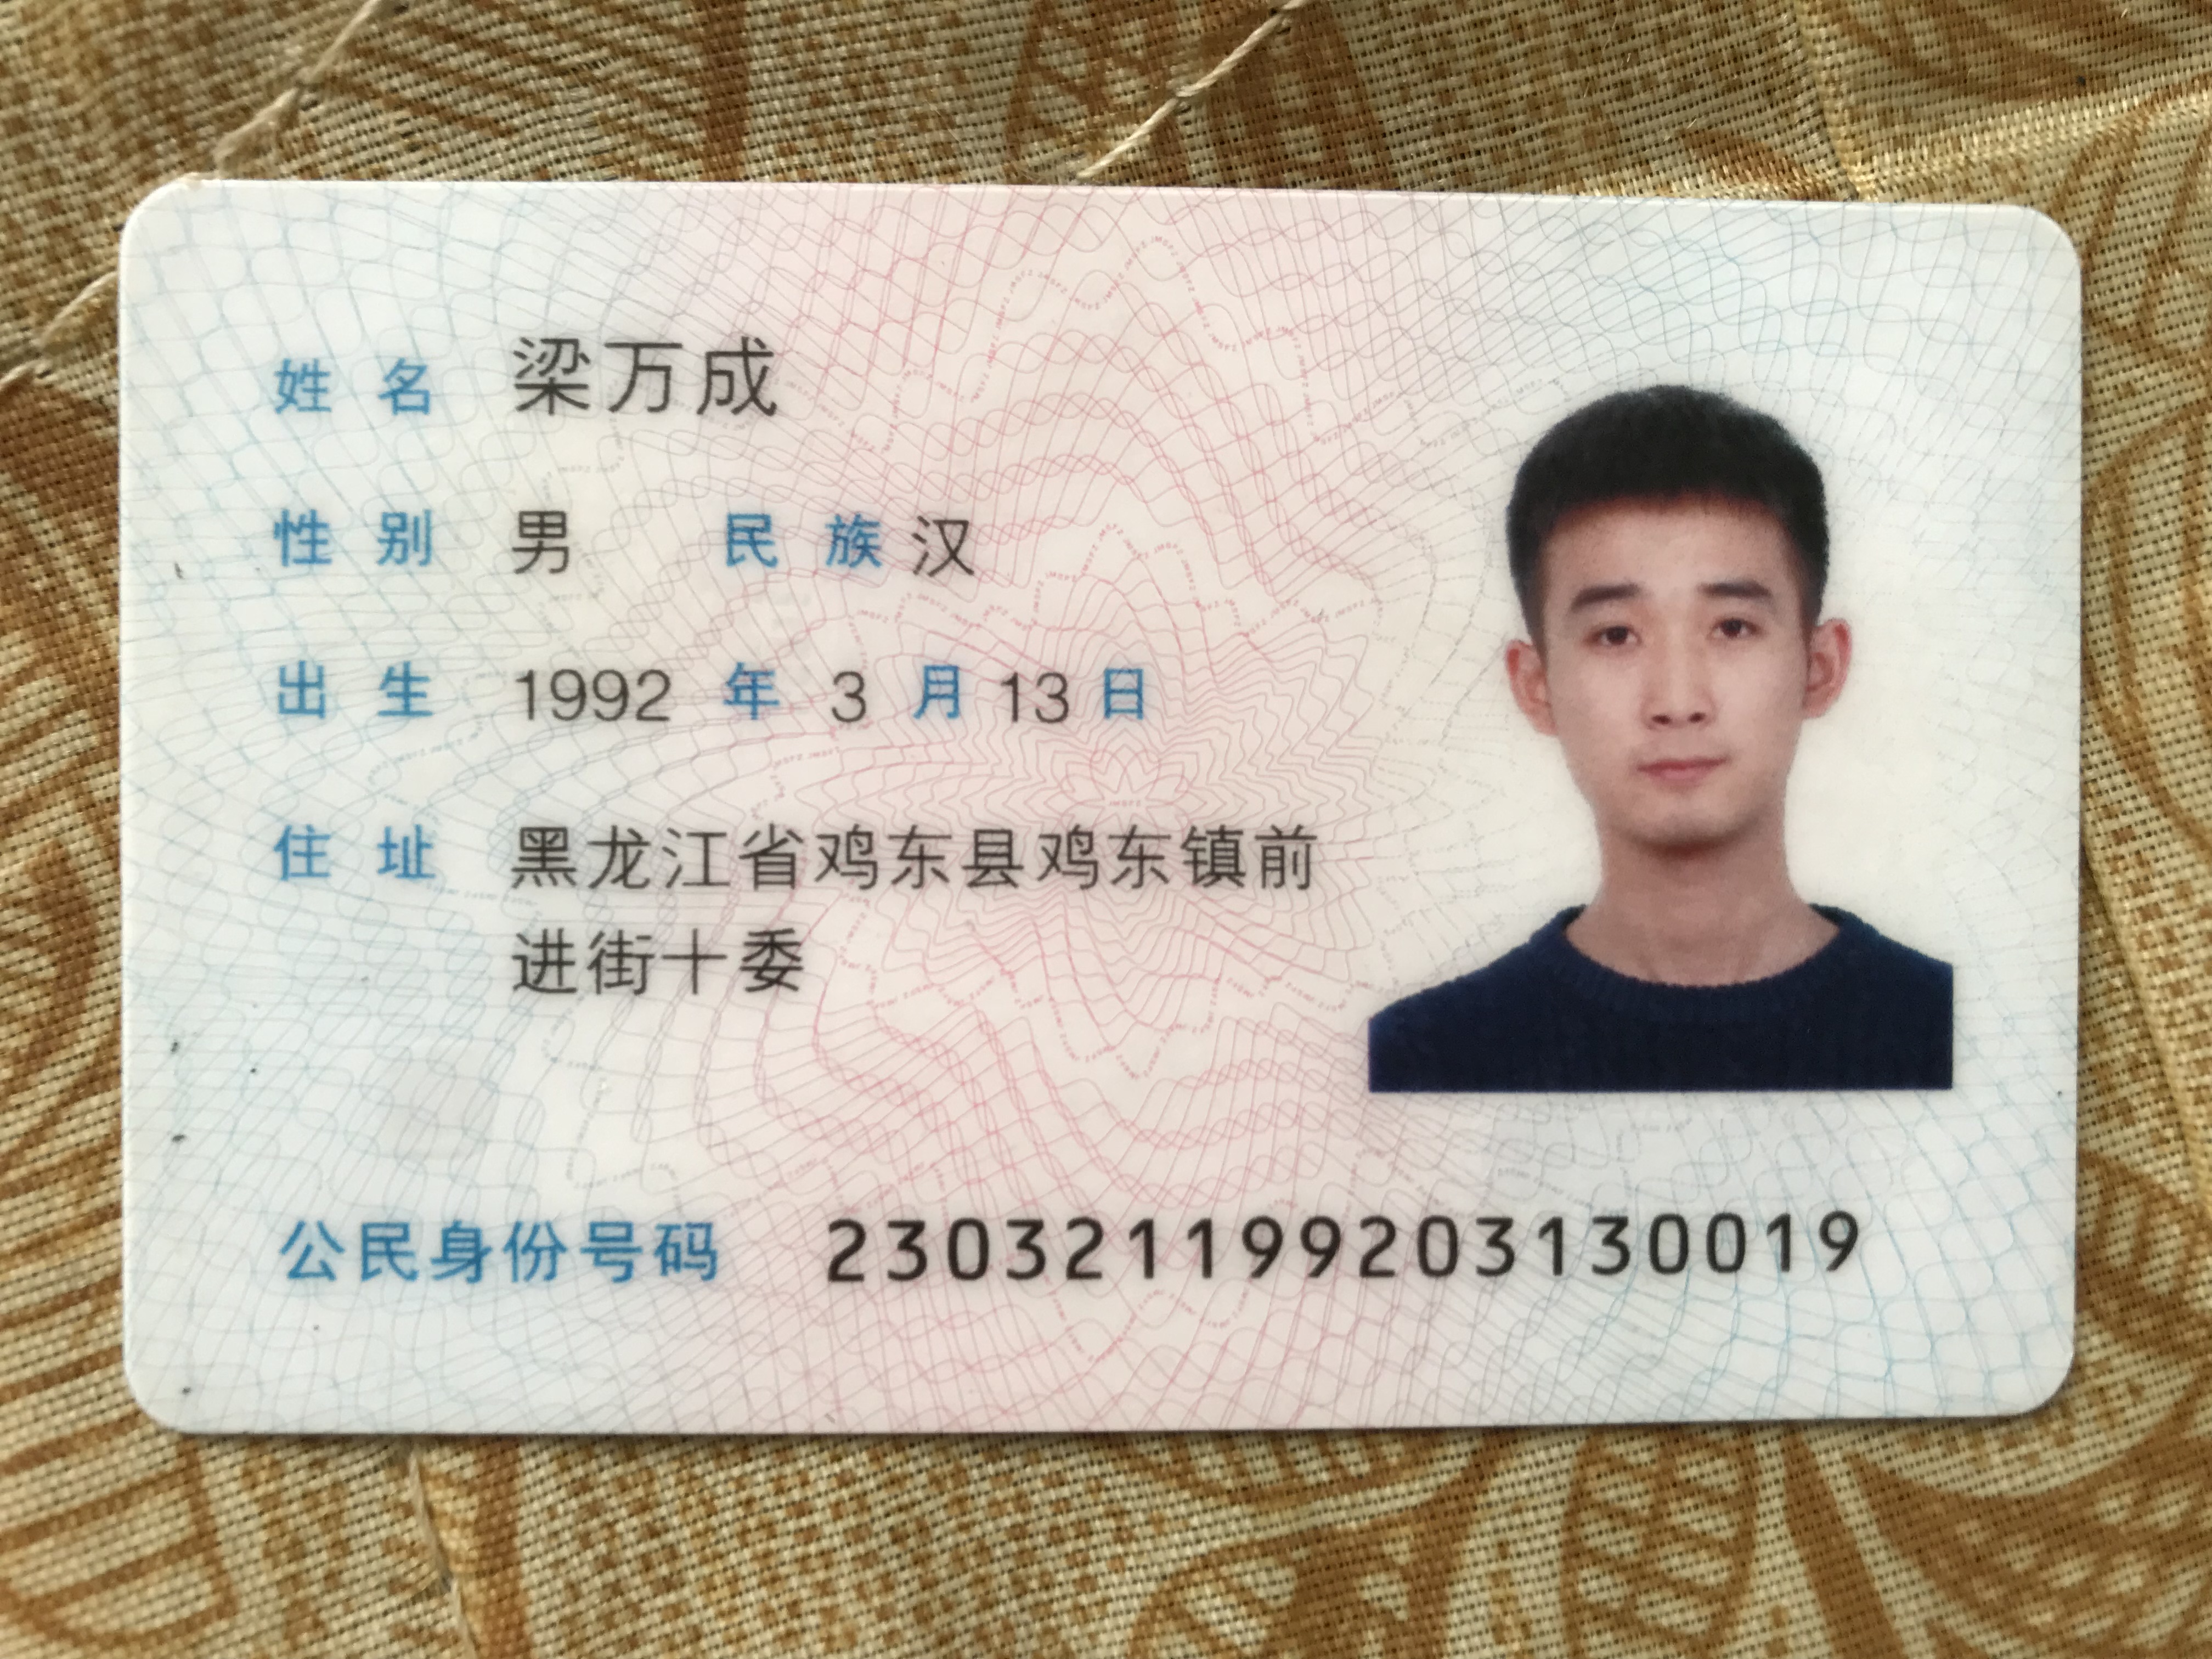 姓名 梁万成
性别 男 民族 汉
出生 1992 年 3 月 13 日
住址 黑龙江省鸡东县鸡东镇前
进街十委
公民身份号码 230321199203130019